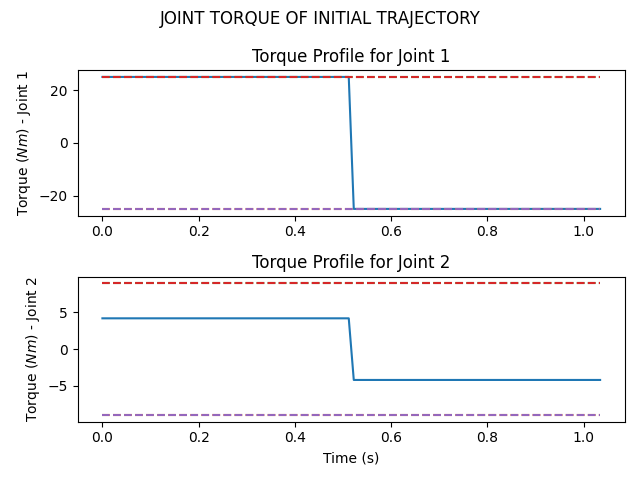 JOINT TORQUE OF INITIAL TRAJECTORY
Torque Profile for Joint 1
Torque (Nm) - Joint 1
20
0
−20
0.0 0.2 0.4 0.6 0.8 1.0
Torque Profile for Joint 2
Torque (Nm) - Joint 2
5
0
−5
0.0 0.2 0.4 0.6 0.8 1.0
Time (s)